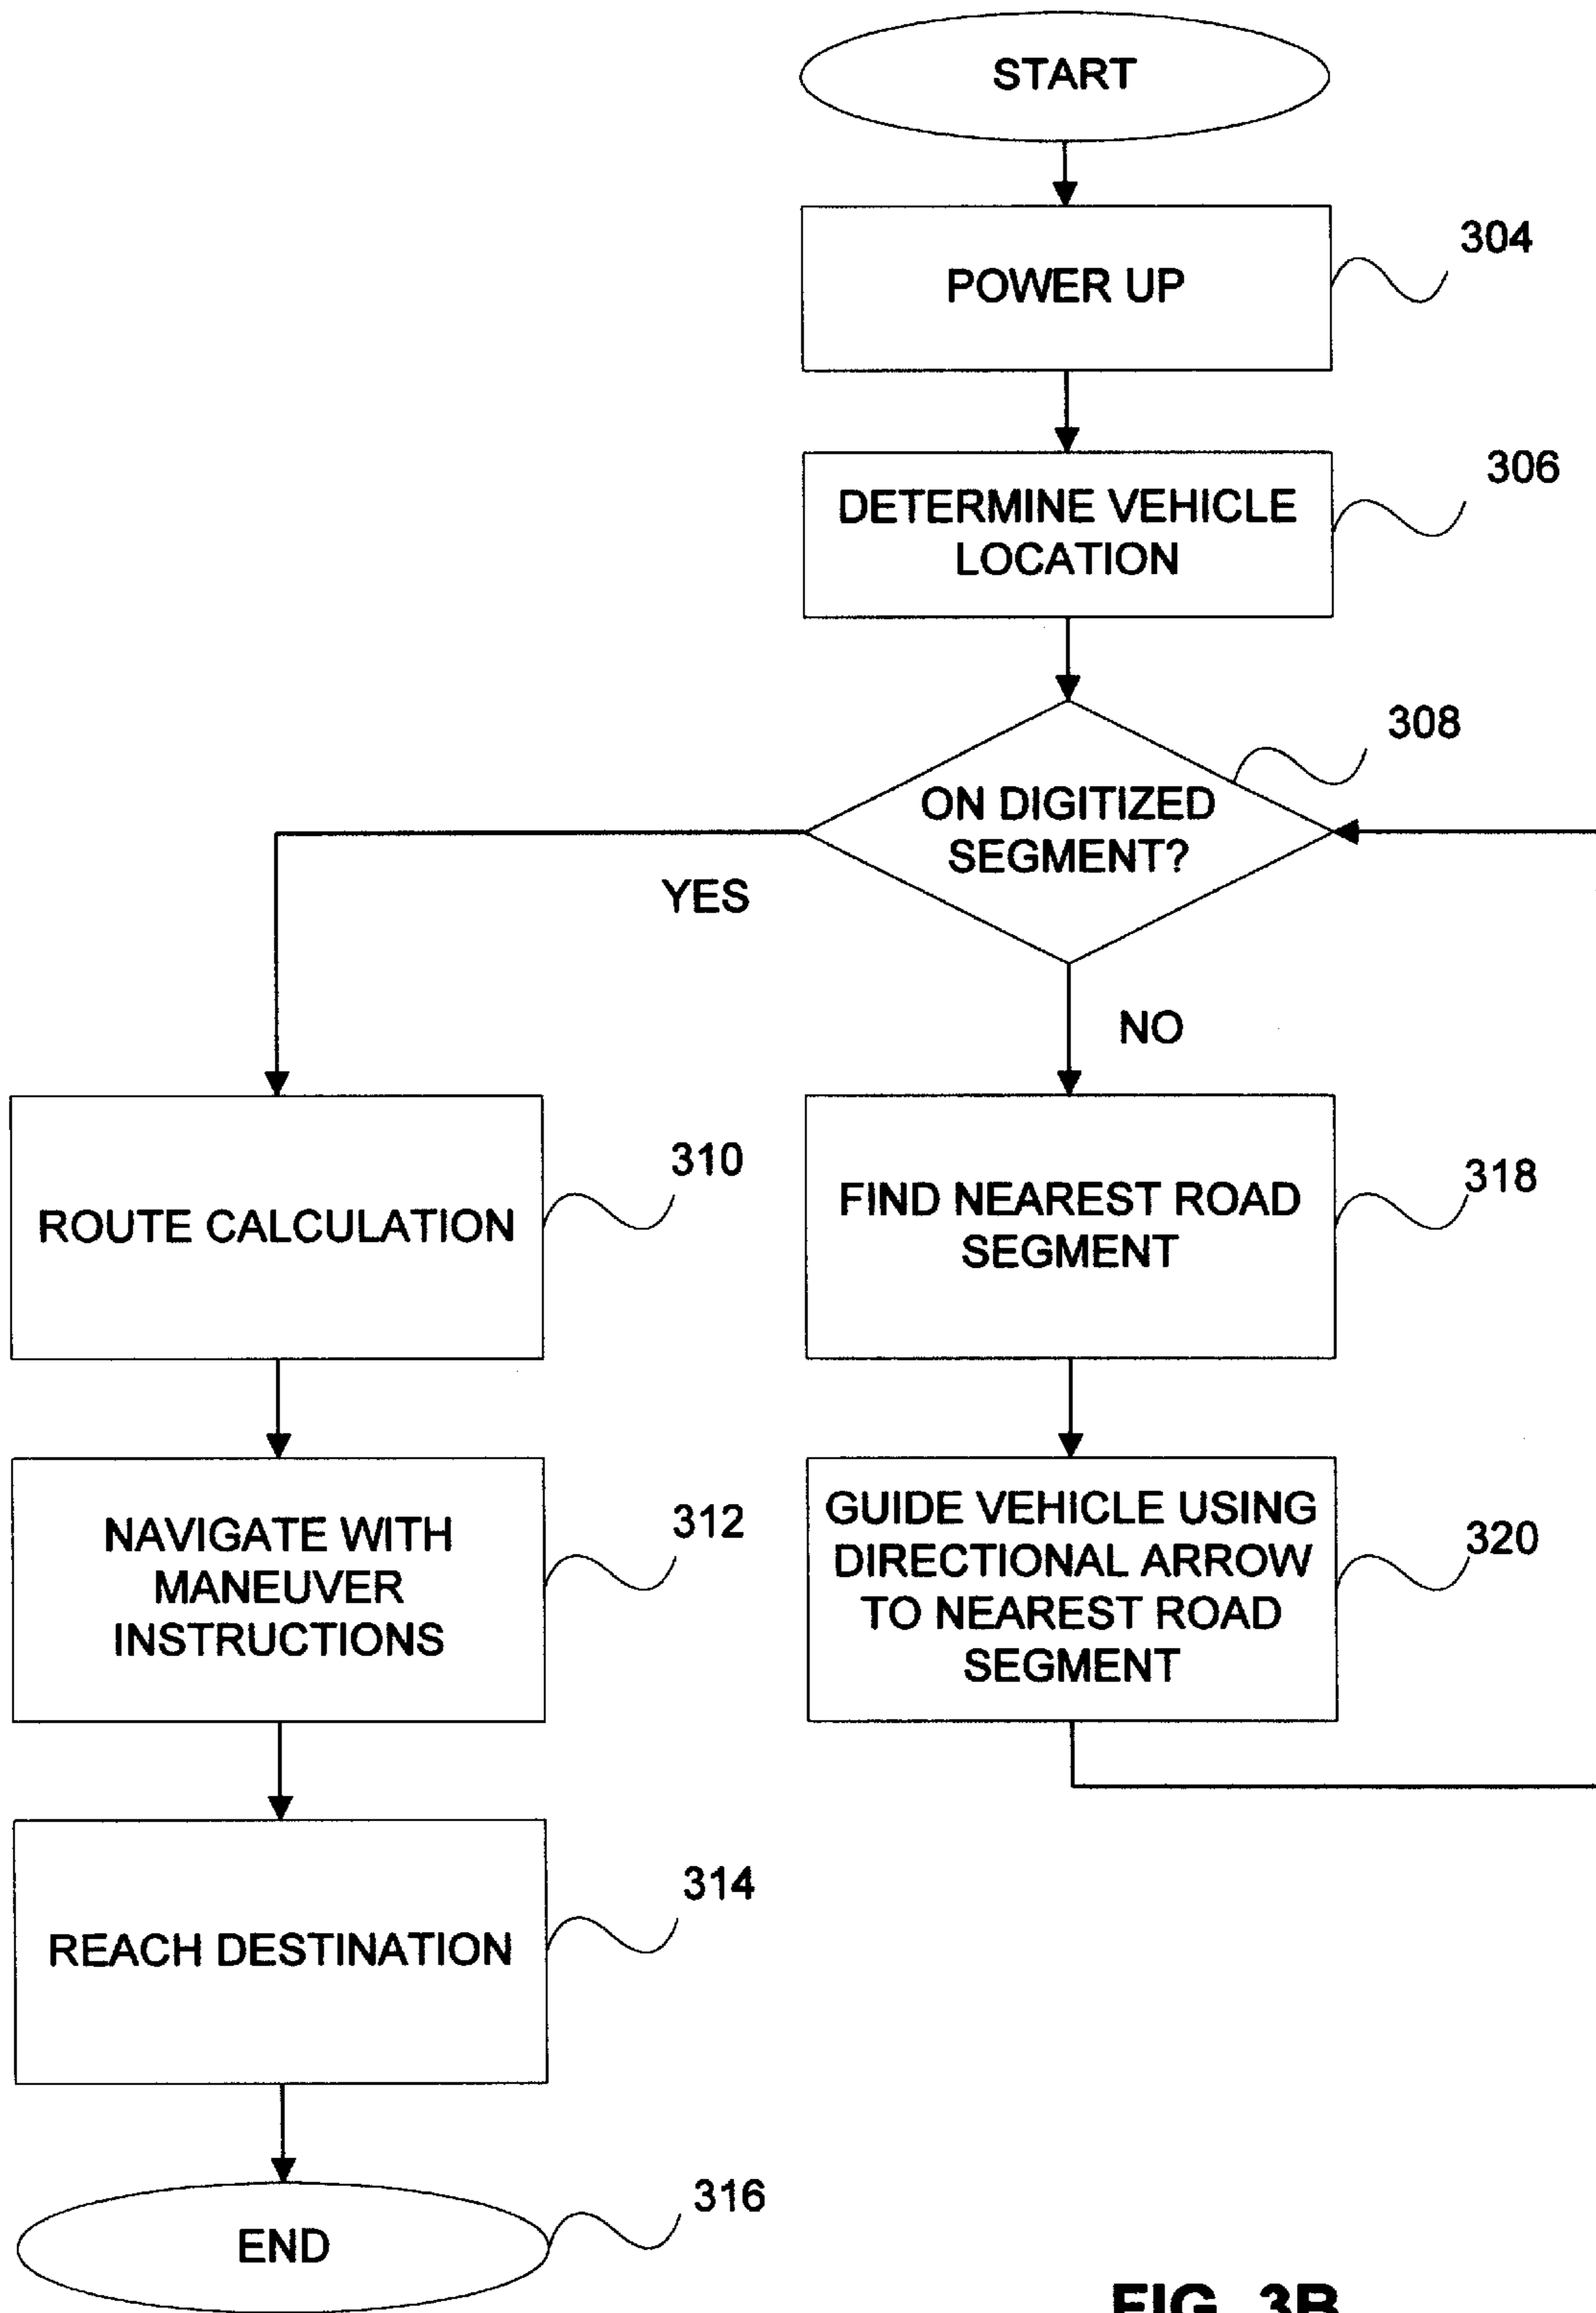 START
304
POWER UP
306
DETERMINE VEHICLE
LOCATION
308
ON DIGITIZED
SEGMENT?
YES
NO
310
ROUTE CALCULATION
318
FIND NEAREST ROAD
SEGMENT
312
NAVIGATE WITH
MANEUVER
INSTRUCTIONS
320
GUIDE VEHICLE USING
DIRECTIONAL ARROW
TO NEAREST ROAD
SEGMENT
314
REACH DESTINATION
316
END
FIG. 3B